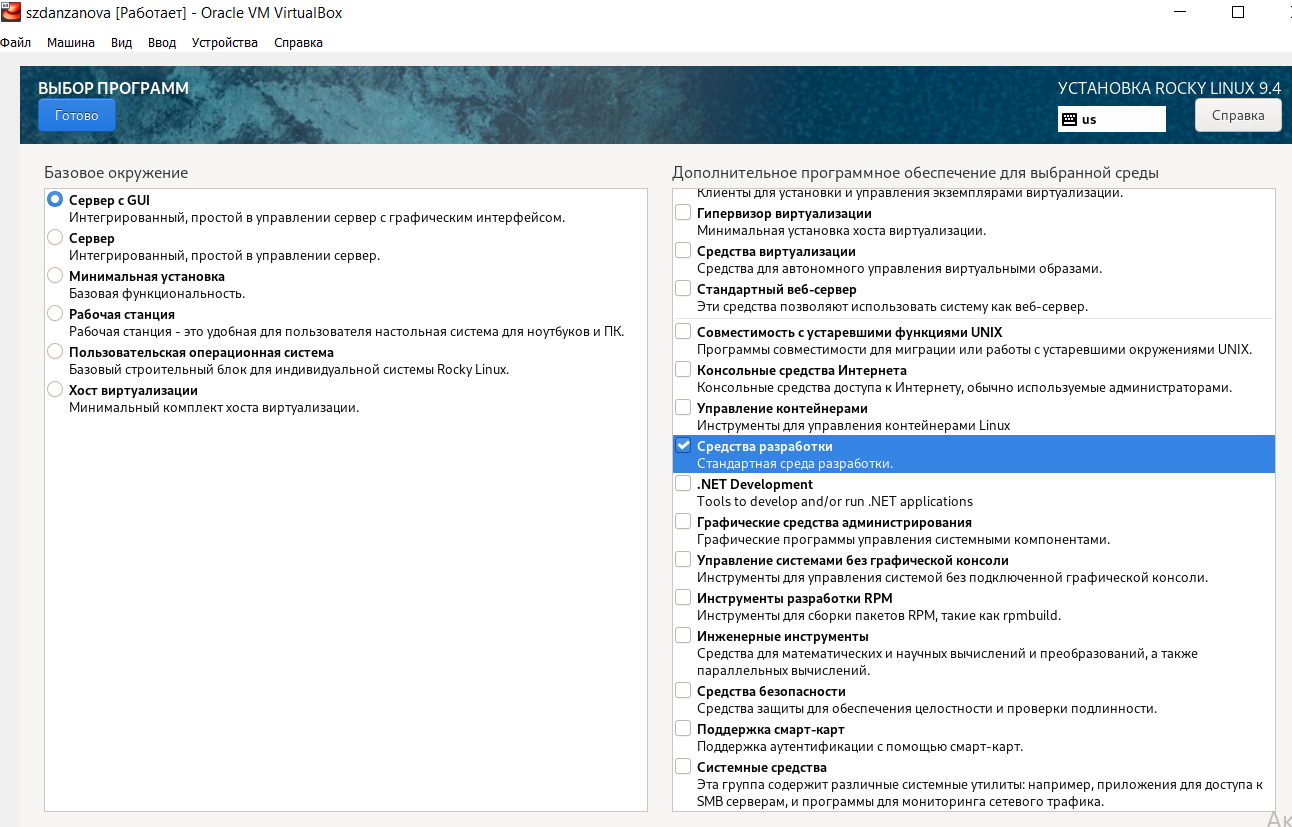 szdanzanova [Работает] - Oracle VM VirtualBox
Файл Машина Вид Ввод Устройства Справка
ВЫБОР ПРОГРАММ
УСТАНОВКА ROCKY LINUX 9.4
Готово
us
Справка
Базовое окружение
Сервер с GUI
Интегрированный, простой в управлении сервер с графическим интерфейсом.
Сервер
Интегрированный, простой в управлении сервер.
Минимальная установка
Базовая функциональность.
Рабочая станция
Рабочая станция - это удобная для пользователя настольная система для ноутбуков и ПК.
Пользовательская операционная система
Базовый строительный блок для индивидуальной системы Rocky Linux.
Хост виртуализации
Минимальный комплект хоста виртуализации.
Дополнительное программное обеспечение для выбранной среды
Клиенты для установки и управления экземплярами виртуализации.
Гипервизор виртуализации
Минимальная установка хоста виртуализации.
Средства виртуализации
Средства для автономного управления виртуальными образами.
Стандартный веб-сервер
Эти средства позволяют использовать систему как веб-сервер.
Совместимость с устаревшими функциями UNIX
Программы совместимости для миграции или работы с устаревшими окружениями UNIX.
Консольные средства Интернета
Консольные средства доступа к Интернету, обычно используемые администраторами.
Управление контейнерами
Инструменты для управления контейнерами Linux
Средства разработки
Стандартная среда разработки.
.NET Development
Tools to develop and/or run .NET applications
Графические средства администрирования
Графические программы управления системными компонентами.
Управление системами без графической консоли
Инструменты для управления системой без подключенной графической консоли.
Инструменты разработки RPM
Инструменты для сборки пакетов RPM, такие как rpmbuild.
Инженерные инструменты
Средства для математических и научных вычислений и преобразований, а также
параллельных вычислений.
Средства безопасности
Средства защиты для обеспечения целостности и проверки подлинности.
Поддержка смарт-карт
Поддержка аутентификации с помощью смарт-карт.
Системные средства
Эта группа содержит различные системные утилиты: например, приложения для доступа к
SMB серверам, и программы для мониторинга сетевого трафика.